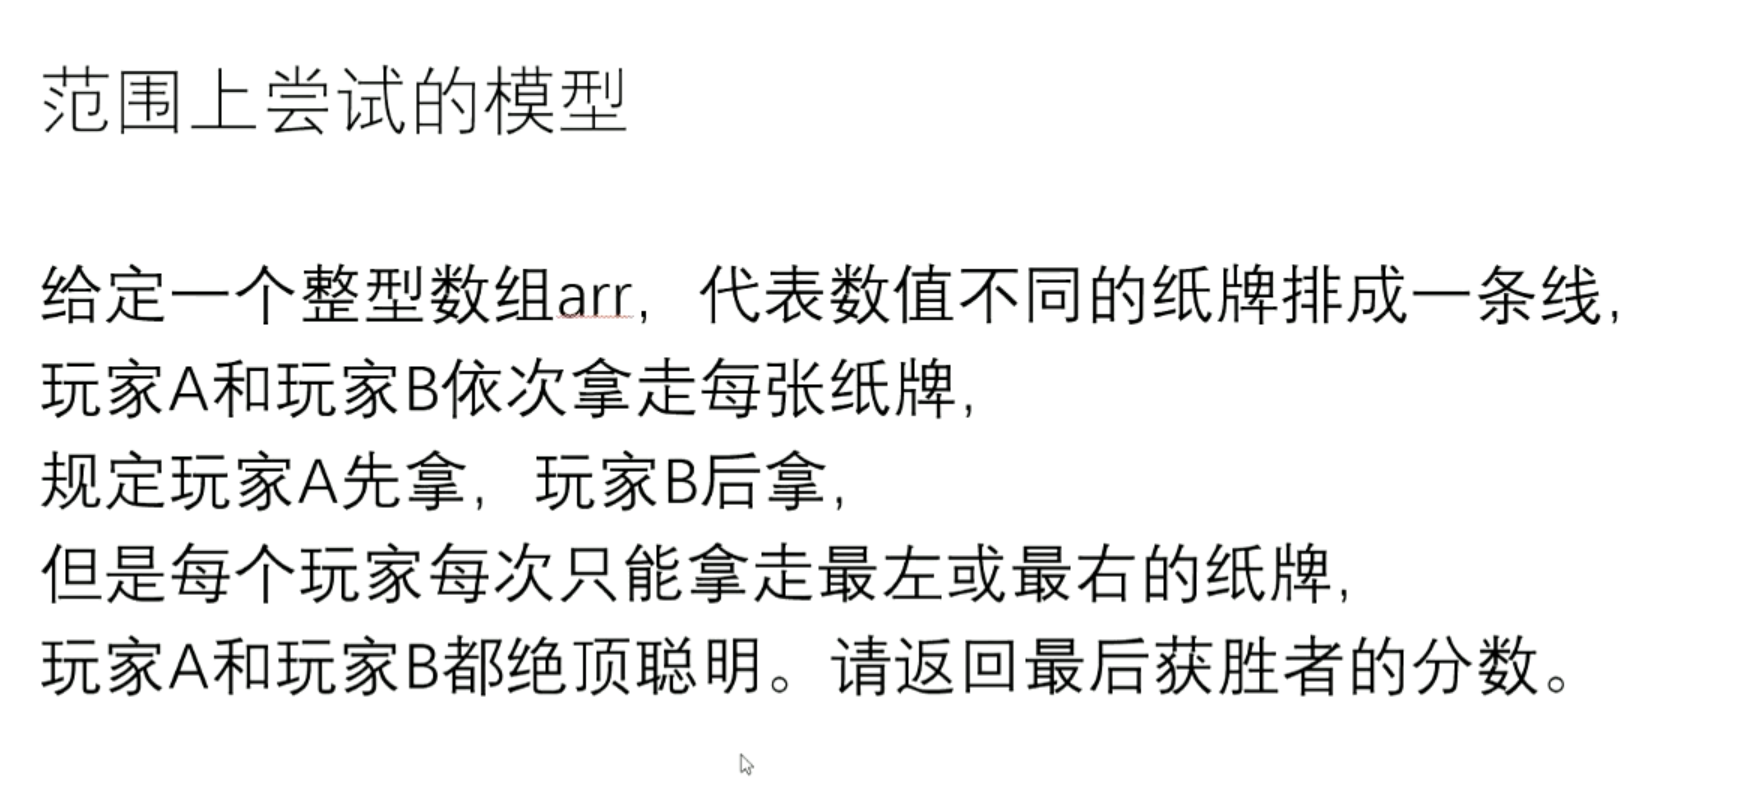 范围上尝试的模型
给定一个整型数组arr，代表数值不同的纸牌排成一条线，
玩家A和玩家B依次拿走每张纸牌，
规定玩家A先拿，玩家B后拿，
但是每个玩家每次只能拿走最左或最右的纸牌，
玩家A和玩家B都绝顶聪明。请返回最后获胜者的分数。